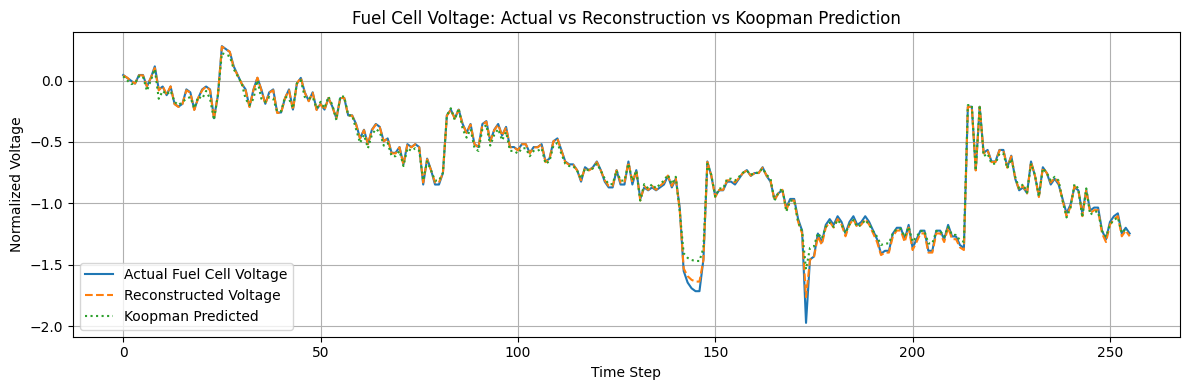 Fuel Cell Voltage: Actual vs Reconstruction vs Koopman Prediction
Normalized Voltage
0.0
−0.5
−1.0
−1.5
−2.0
Actual Fuel Cell Voltage
Reconstructed Voltage
Koopman Predicted
0
50
100
150
200
250
Time Step